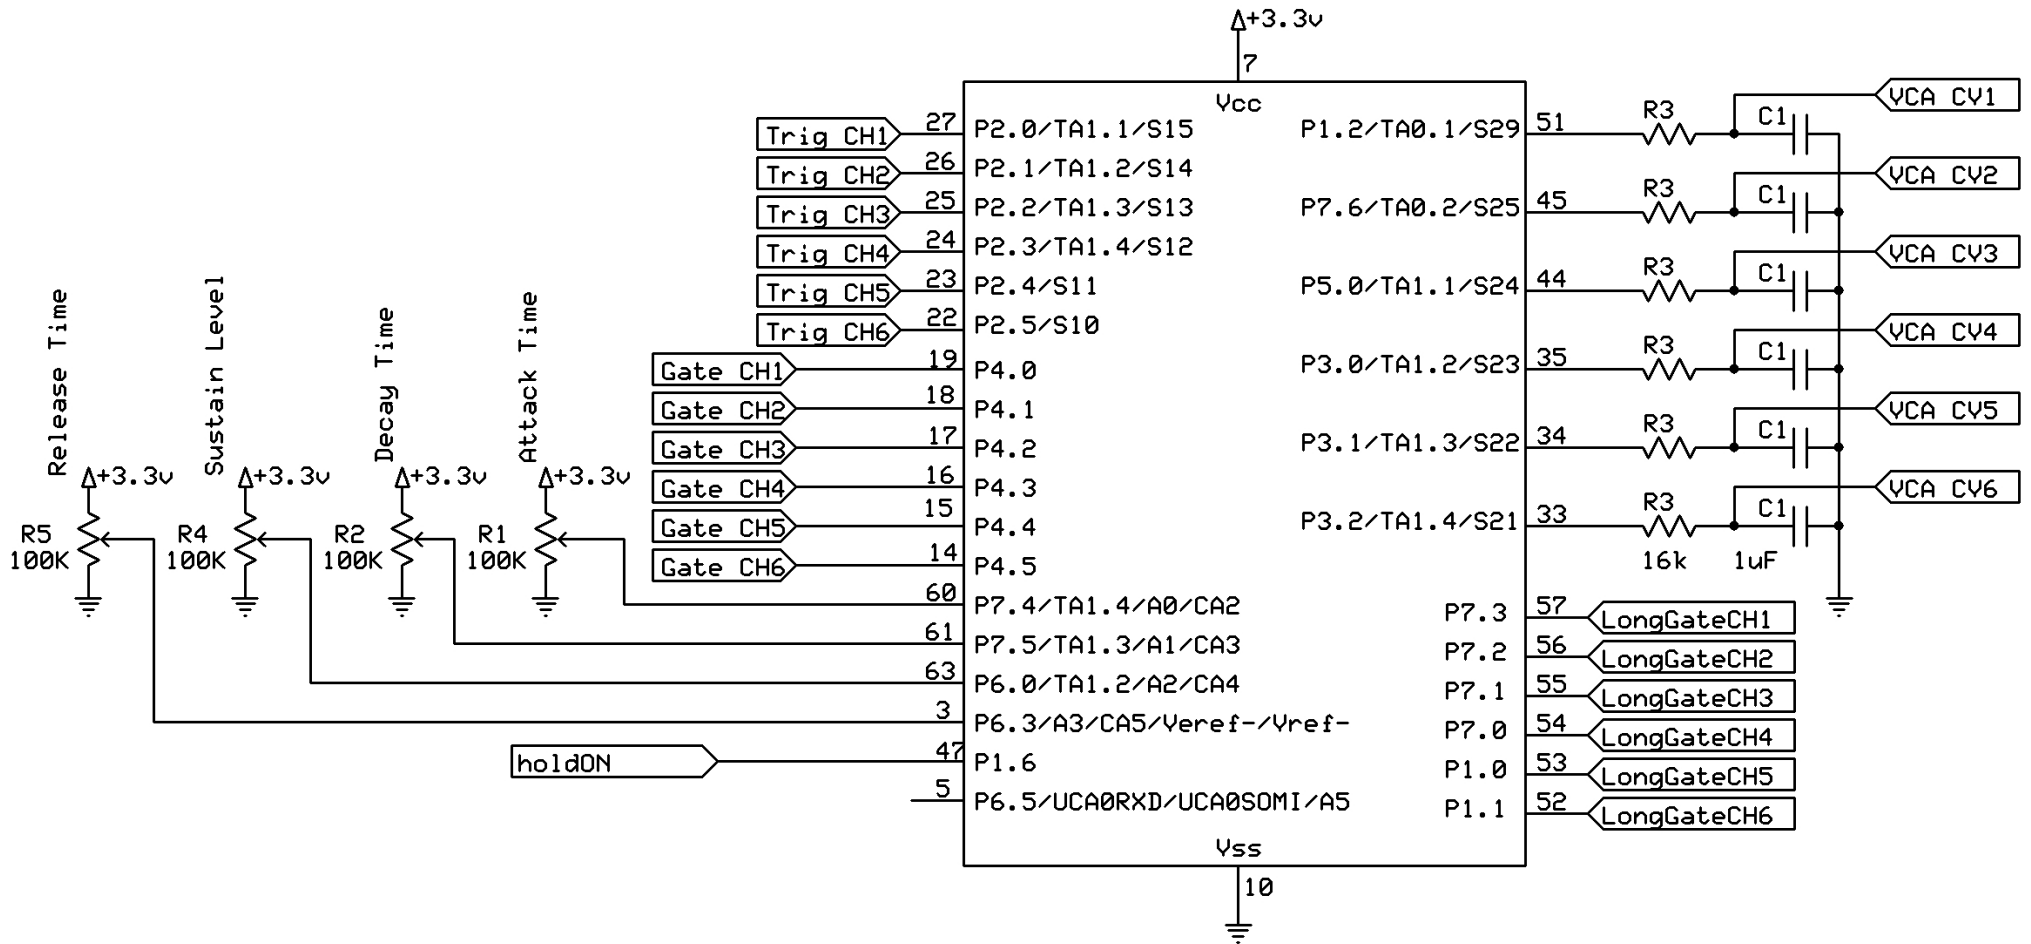 +3.3v
7
Vcc
Trig CH1
27
P2.0/TA1.1/S15
Trig CH2
26
P2.1/TA1.2/S14
Trig CH3
25
P2.2/TA1.3/S13
Trig CH4
24
P2.3/TA1.4/S12
Trig CH5
23
P2.4/S11
Trig CH6
22
P2.5/S10
Gate CH1
19
P4.0
Gate CH2
18
P4.1
Gate CH3
17
P4.2
Gate CH4
16
P4.3
Gate CH5
15
P4.4
Gate CH6
14
P4.5
60
P7.4/TA1.4/A0/CA2
61
P7.5/TA1.3/A1/CA3
63
P6.0/TA1.2/A2/CA4
3
P6.3/A3/CA5/Veref-/Vref-
holdON
47
P1.6
5
P6.5/UCA0RXD/UCA0SOMI/A5
Release Time
+3.3v
R5
100K
Sustain Level
+3.3v
R4
100K
Decay Time
+3.3v
R2
100K
Attack Time
+3.3v
R1
100K
P1.2/TA0.1/S29
51
R3
C1
VCA CV1
P7.6/TA0.2/S25
45
R3
C1
VCA CV2
P5.0/TA1.1/S24
44
R3
C1
VCA CV3
P3.0/TA1.2/S23
35
R3
C1
VCA CV4
P3.1/TA1.3/S22
34
R3
C1
VCA CV5
P3.2/TA1.4/S21
33
R3
C1
VCA CV6
16k
1uF
P7.3
57
LongGateCH1
P7.2
56
LongGateCH2
P7.1
55
LongGateCH3
P7.0
54
LongGateCH4
P1.0
53
LongGateCH5
P1.1
52
LongGateCH6
Vss
10